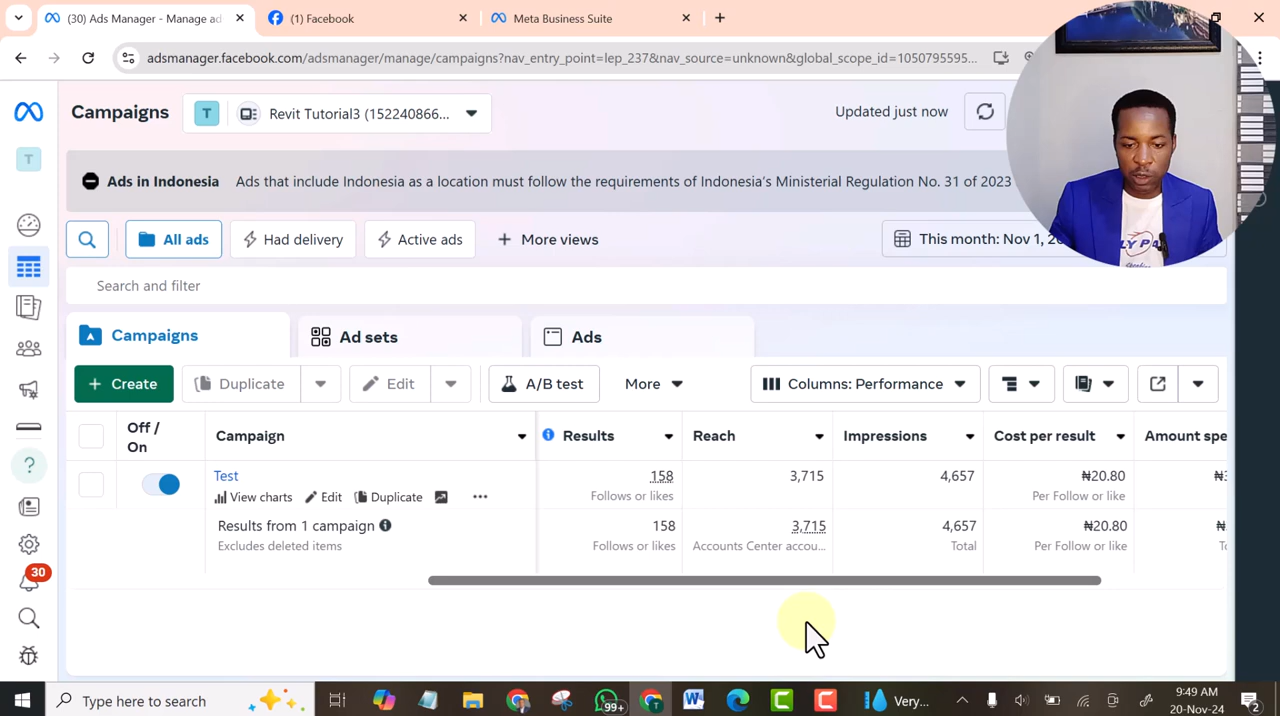 (30) Ads Manager - Manage ad
(1) Facebook
Meta Business Suite
adsmanager.facebook.com/adsmanager/manage/campaigns?nav_entry_point=lep_237&nav_source=unknown&global_scope_id=1050795595...
Campaigns
T
Revit Tutorial3 (152240866...
Updated just now
T
Ads in Indonesia
Ads that include Indonesia as a location must follow the requirements of Indonesia's Ministerial Regulation No. 31 of 2023
All ads
Had delivery
Active ads
More views
This month: Nov 1, 20
Search and filter
Campaigns
Ad sets
Ads
Create
Duplicate
Edit
A/B test
More
Columns: Performance
Off / On
Campaign
Results
Reach
Impressions
Cost per result
Amount spe
Test
158
3,715
4,657
₦20.80
View charts
Edit
Duplicate
Follows or likes
Per Follow or like
Results from 1 campaign
158
3,715
4,657
₦20.80
Excludes deleted items
Follows or likes
Accounts Center accou...
Total
Per Follow or like
30
Type here to search
99+
Very...
9:49 AM
20-Nov-24
2